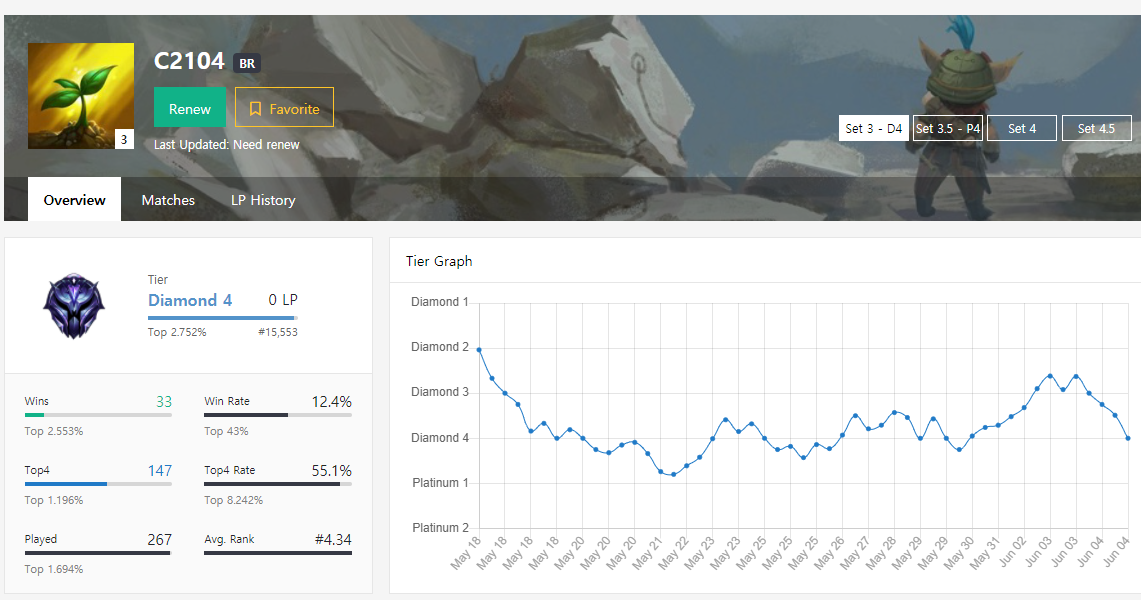 C2104 BR
Renew
Favorite
3
Last Updated: Need renew
Set 3 - D4
Set 3.5 - P4
Set 4
Set 4.5
Overview
Matches
LP History
Tier
Diamond 4 0 LP
Top 2.752% #15,553
Wins 33
Top 2.553%
Win Rate 12.4%
Top 43%
Top4 147
Top 1.196%
Top4 Rate 55.1%
Top 8.242%
Played 267
Top 1.694%
Avg. Rank #4.34
Tier Graph
Diamond 1
Diamond 2
Diamond 3
Diamond 4
Platinum 1
Platinum 2
May 18
May 18
May 18
May 18
May 20
May 20
May 20
May 21
May 22
May 23
May 23
May 25
May 25
May 25
May 27
May 28
May 28
May 29
May 29
May 30
May 31
Jun 02
Jun 03
Jun 03
Jun 04
Jun 04